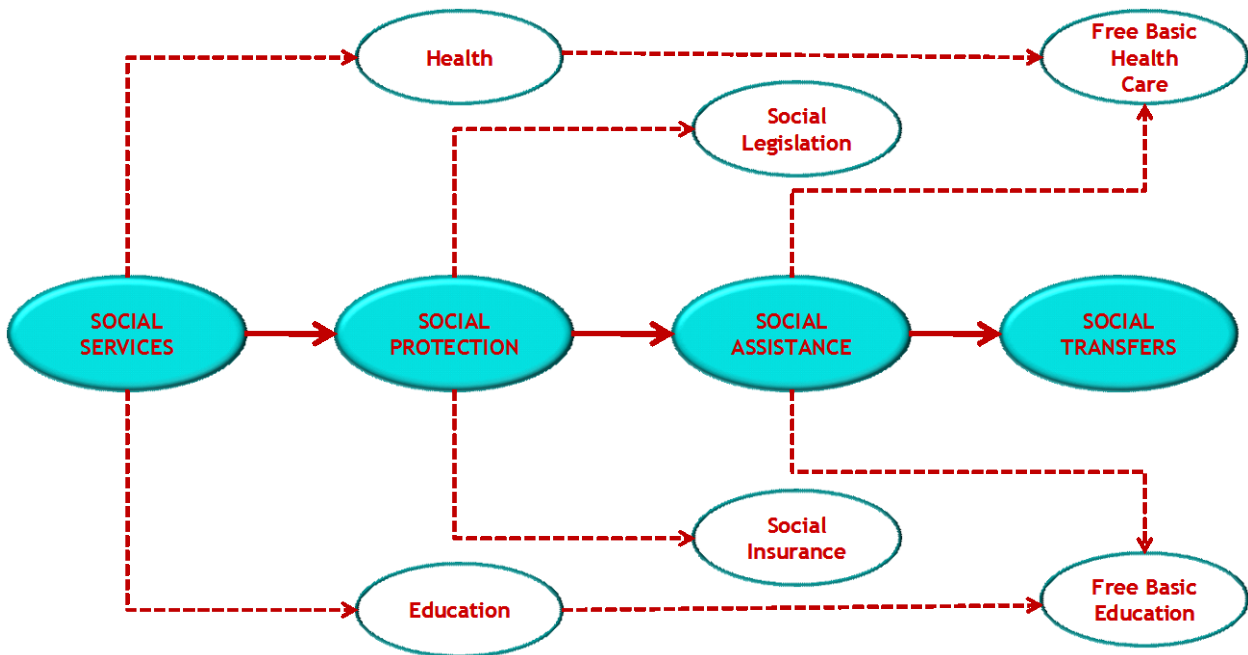 Health
Free Basic
Health
Care
Social
Legislation
SOCIAL
SERVICES
SOCIAL
PROTECTION
SOCIAL
ASSISTANCE
SOCIAL
TRANSFERS
Social
Insurance
Education
Free Basic
Education